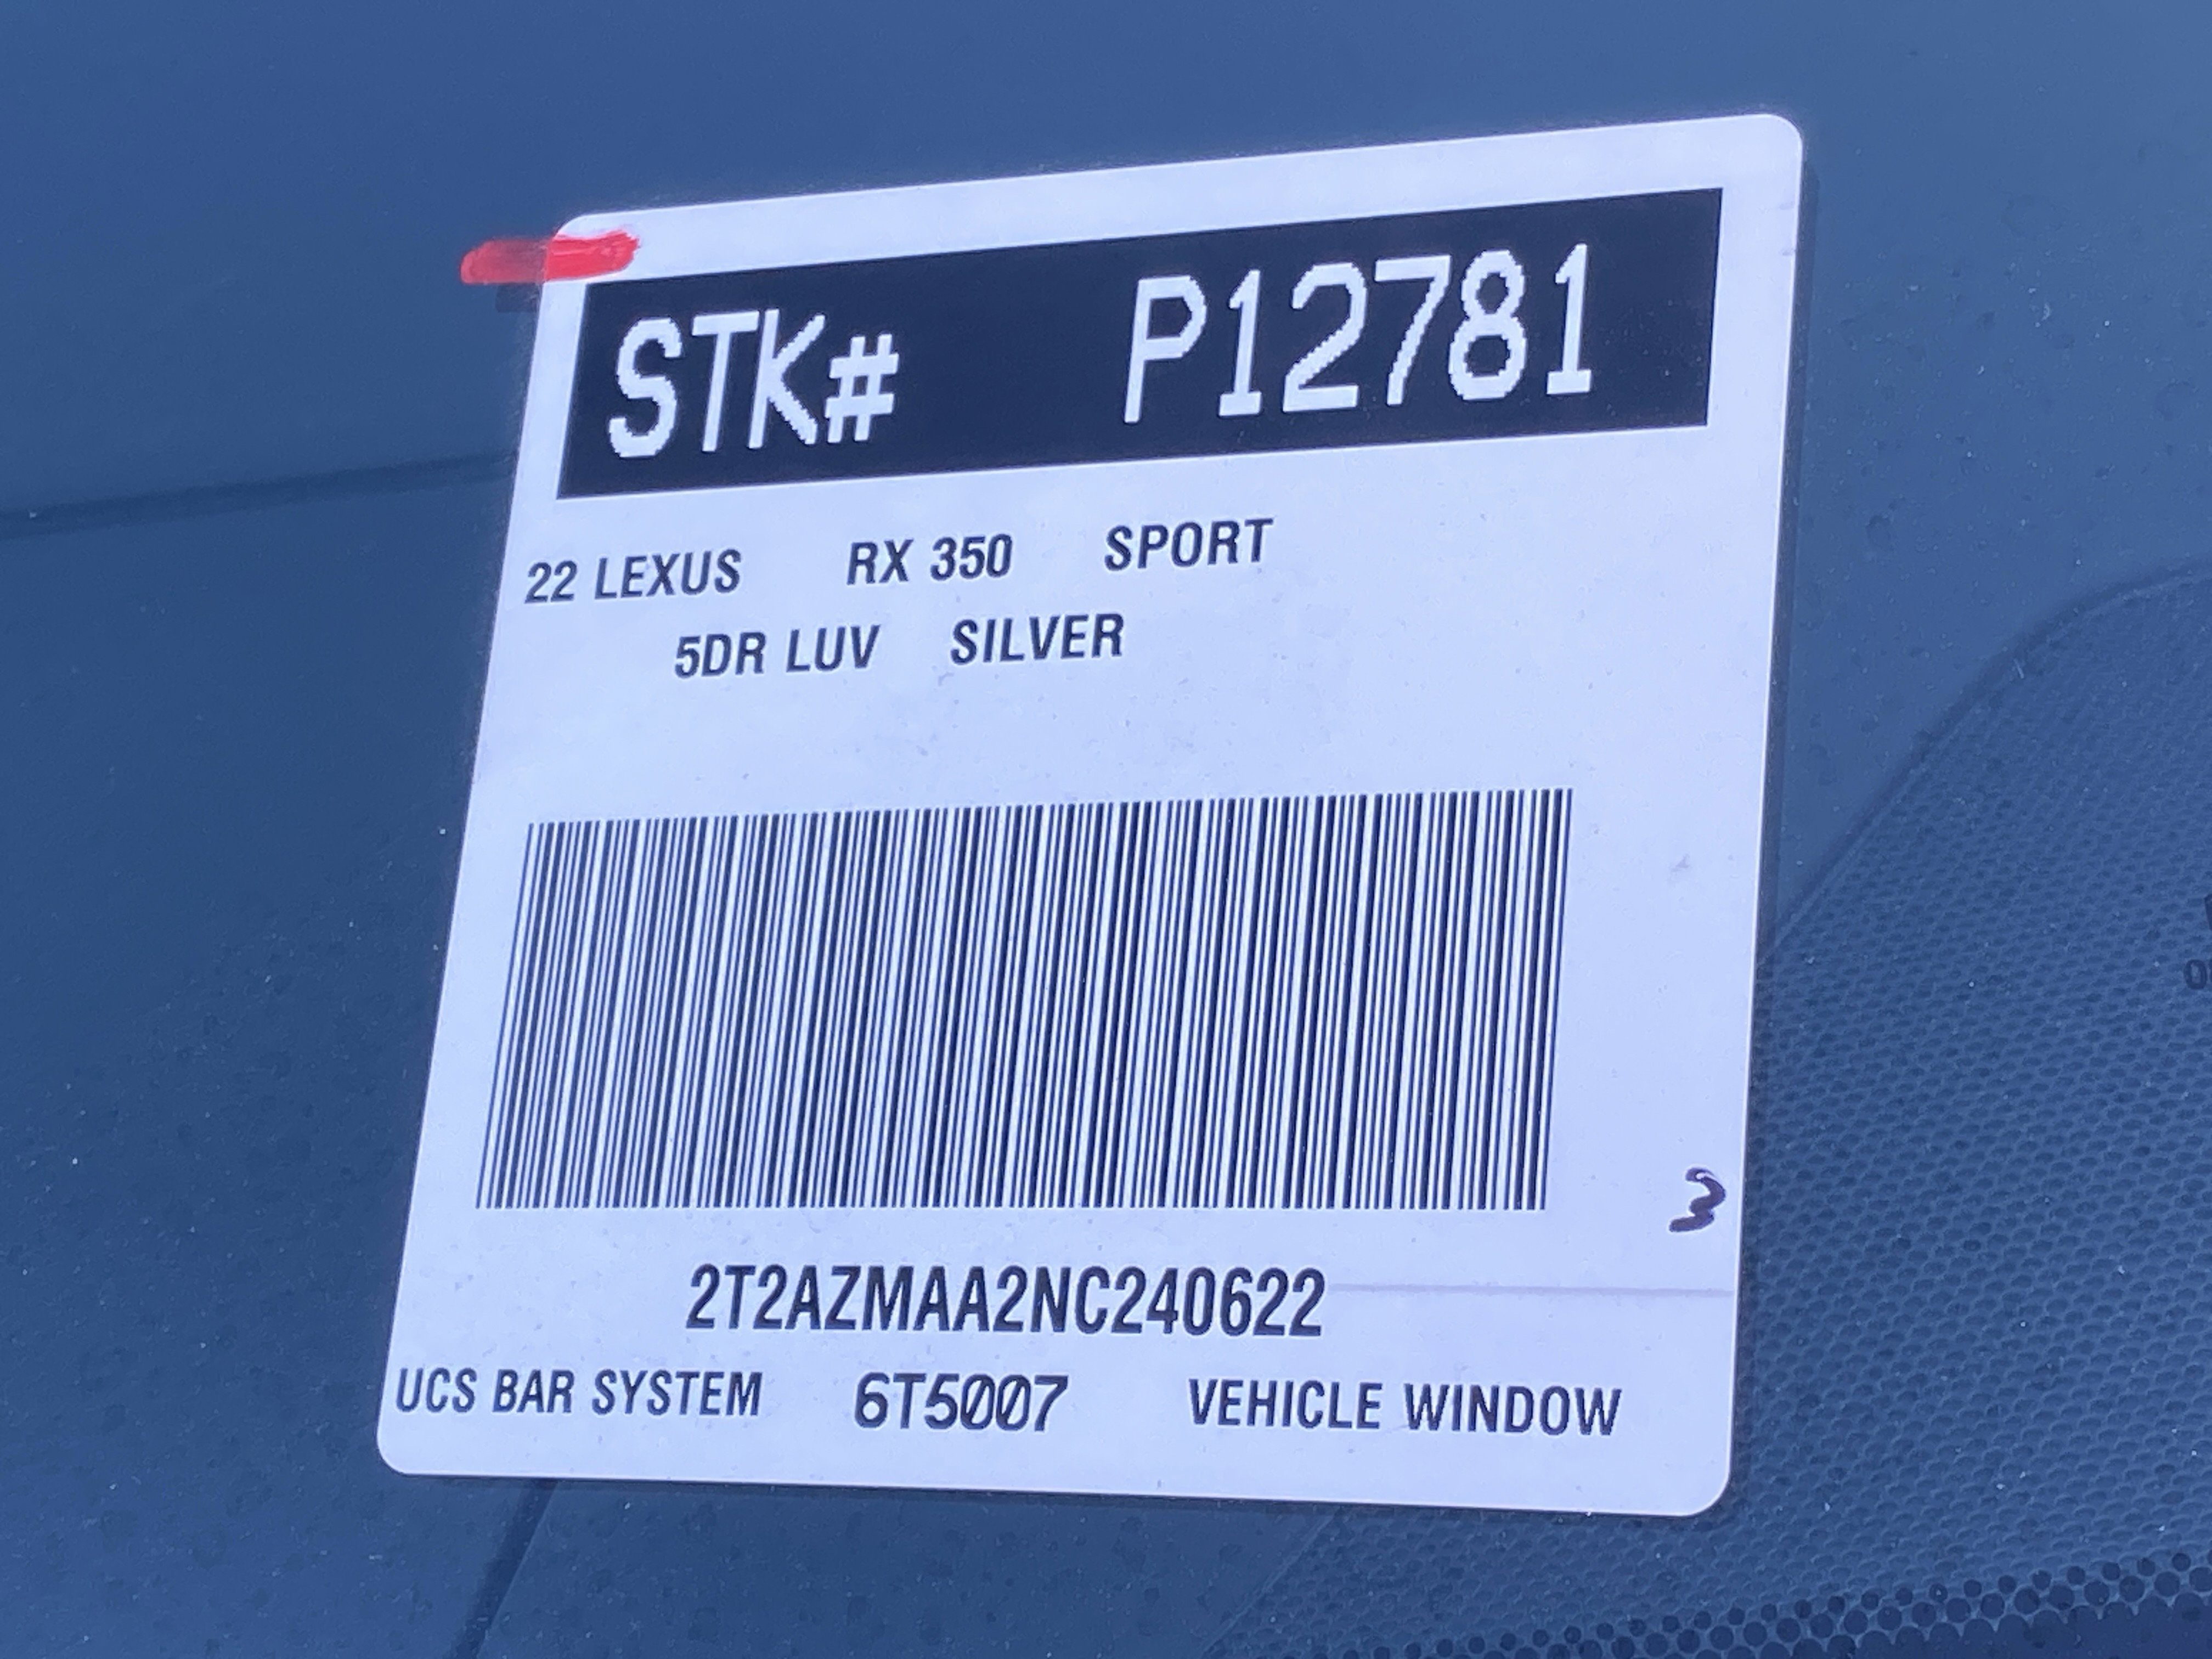 STK# P12781
22 LEXUS RX 350 SPORT
5DR LUV SILVER
3
2T2AZMAA2NC240622
UCS BAR SYSTEM 6T5007 VEHICLE WINDOW